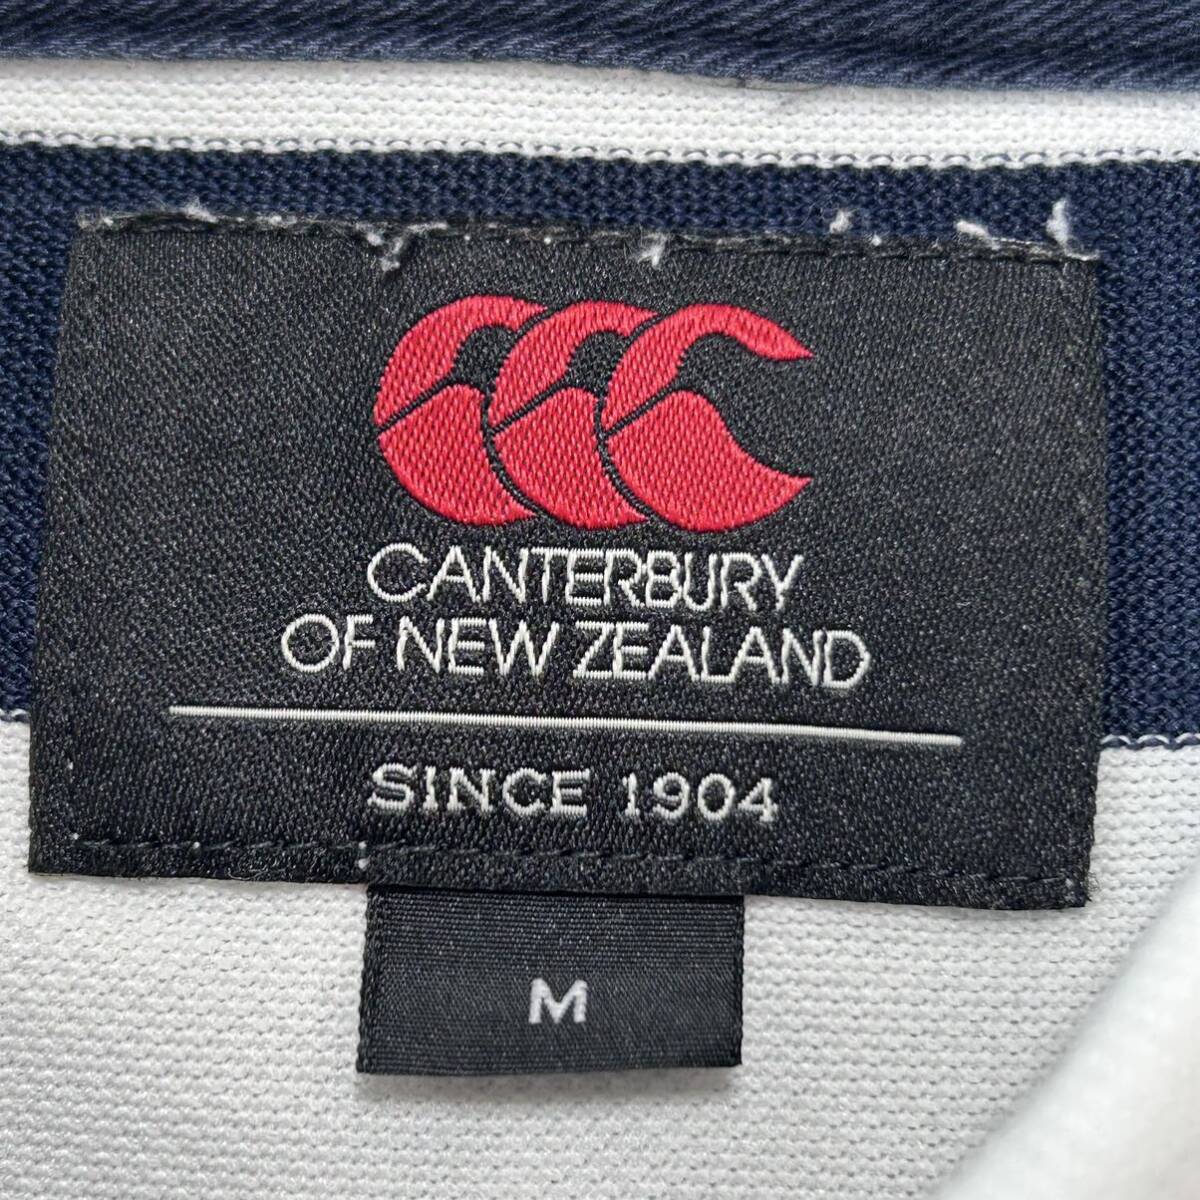 CANTERBURY
OF NEW ZEALAND
SINCE 1904
M